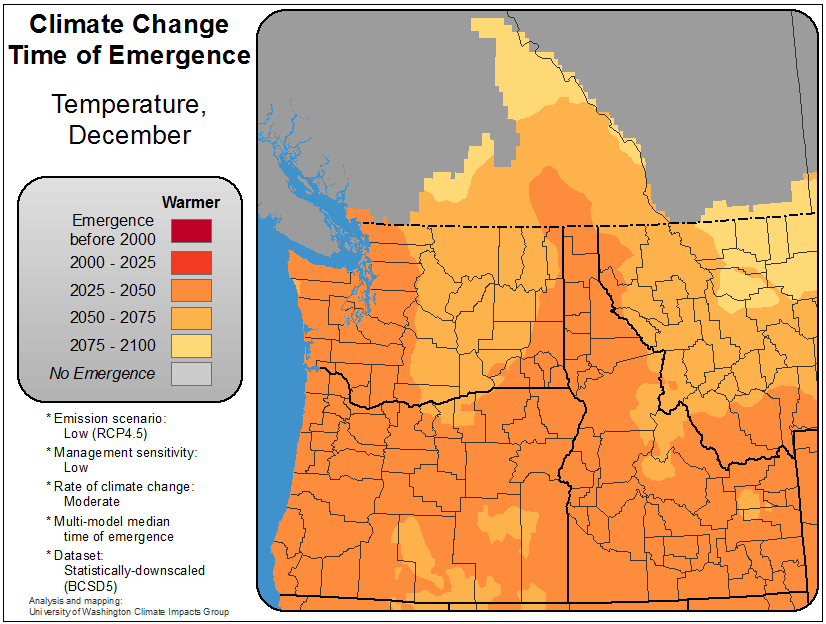 Climate Change
Time of Emergence
Temperature,
December
Warmer
Emergence
before 2000
2000 - 2025
2025 - 2050
2050 - 2075
2075 - 2100
No Emergence
* Emission scenario:
Low (RCP4.5)
* Management sensitivity:
Low
* Rate of climate change:
Moderate
* Multi-model median
time of emergence
* Dataset:
Statistically-downscaled
(BCSD5)
Analysis and mapping:
University of Washington Climate Impacts Group